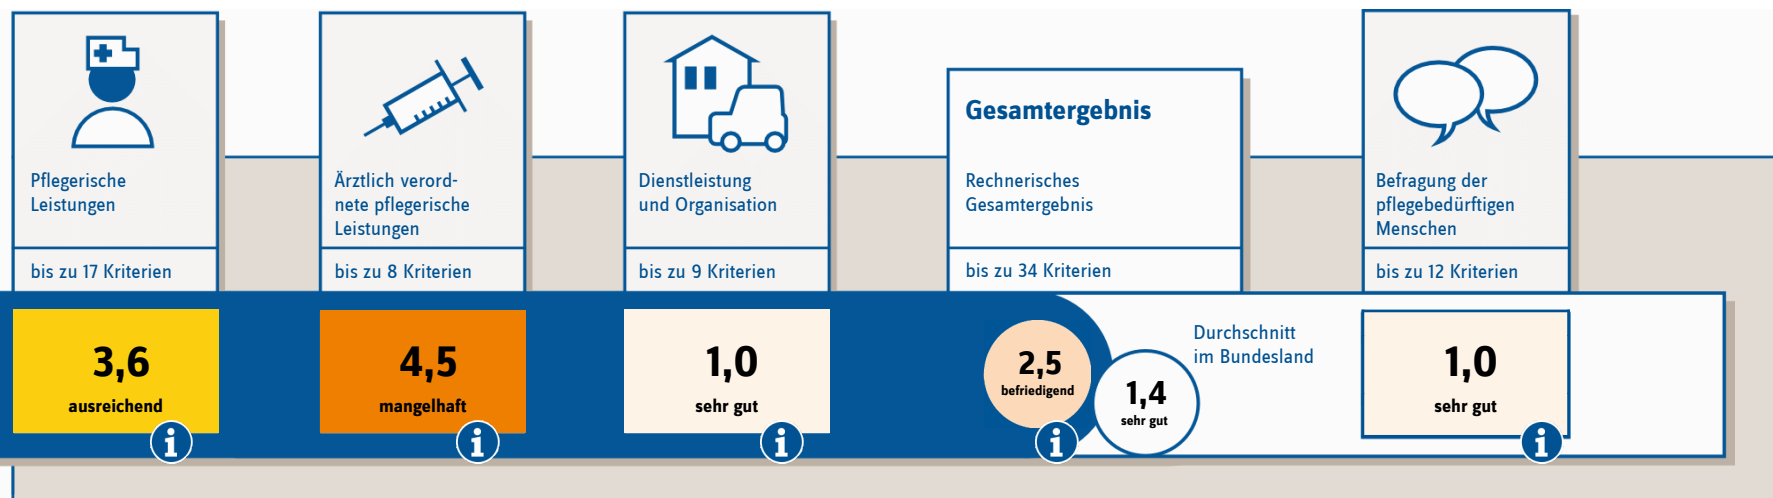 Pflegerische
Leistungen
bis zu 17 Kriterien
3,6
ausreichend
i
Ärztlich verord-
nete pflegerische
Leistungen
bis zu 8 Kriterien
4,5
mangelhaft
i
Dienstleistung
und Organisation
bis zu 9 Kriterien
1,0
sehr gut
i
Gesamtergebnis
Rechnerisches
Gesamtergebnis
bis zu 34 Kriterien
2,5
befriedigend
i
1,4
sehr gut
Durchschnitt
im Bundesland
Befragung der
pflegebedürftigen
Menschen
bis zu 12 Kriterien
1,0
sehr gut
i